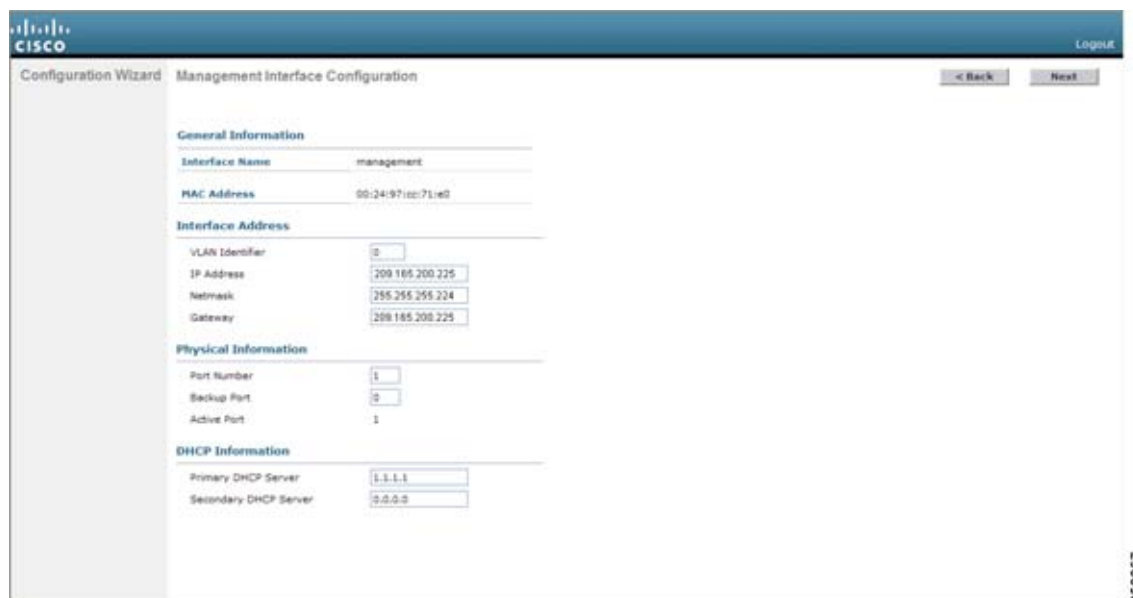 CISCO
Logout
Configuration Wizard
Management Interface Configuration
< Back
Next
General Information
Interface Name management
MAC Address 00:24:97:cc:71:e0
Interface Address
VLAN Identifier 0
IP Address 209.165.200.225
Netmask 255.255.255.224
Gateway 209.165.200.225
Physical Information
Port Number 1
Backup Port 0
Active Port 1
DHCP Information
Primary DHCP Server 1.1.1.1
Secondary DHCP Server 0.0.0.0